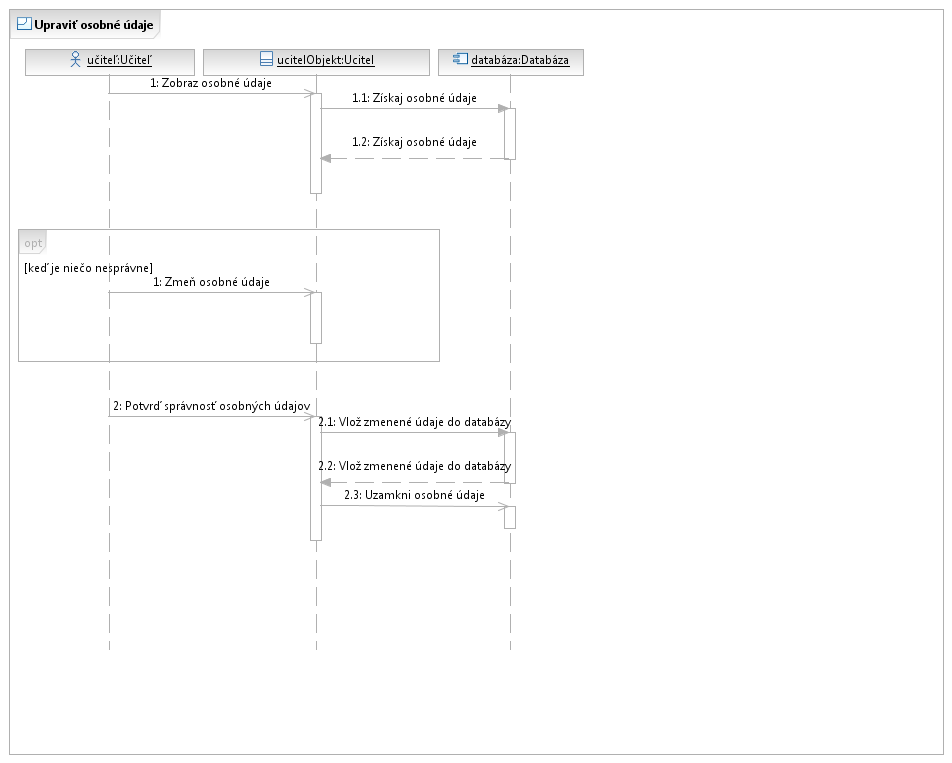 Upraviť osobné údaje
učiteľ:Učiteľ
ucitelObjekt:Ucitel
databáza:Databáza
1: Zobraz osobné údaje
1.1: Získaj osobné údaje
1.2: Získaj osobné údaje
opt
[keď je niečo nesprávne]
1: Zmeň osobné údaje
2: Potvrď správnosť osobných údajov
2.1: Vlož zmenené údaje do databázy
2.2: Vlož zmenené údaje do databázy
2.3: Uzamkni osobné údaje